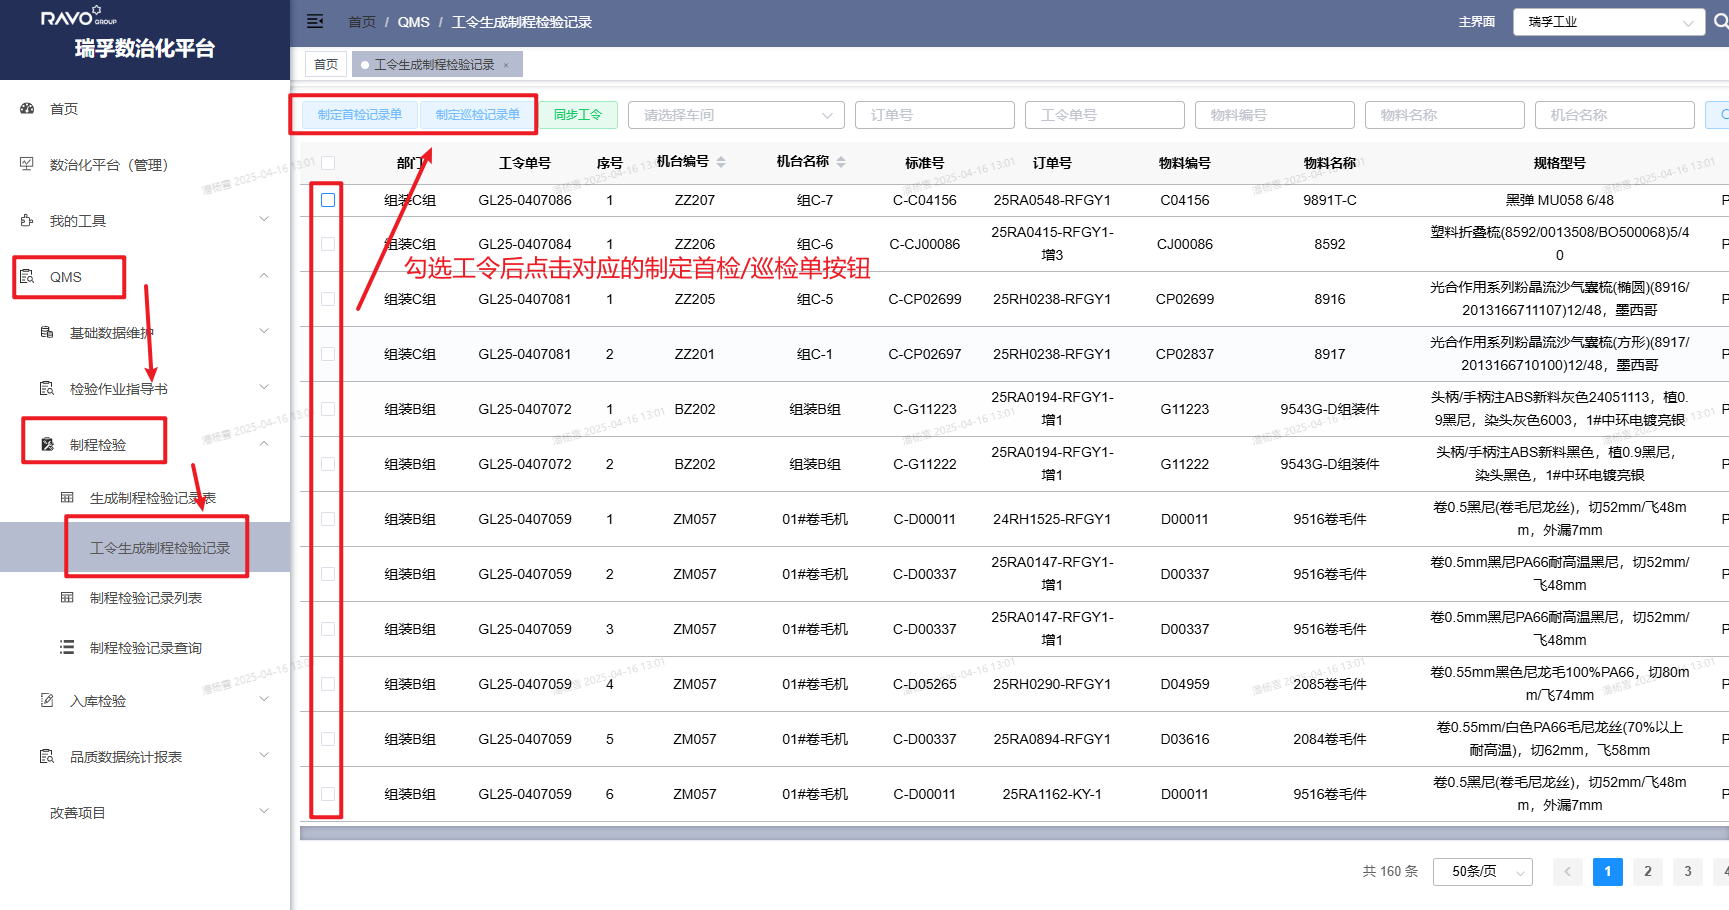 RAVO GROUP
瑞孚数治化平台
首页 / QMS / 工令生成制程检验记录
主界面 瑞孚工业
首页 工令生成制程检验记录 ×
首页
数治化平台（管理）
我的工具
QMS
基础数据维护
检验作业指导书
制程检验
生成制程检验记录表
工令生成制程检验记录
制程检验记录列表
制程检验记录查询
入库检验
品质数据统计报表
改善项目
制定首检记录单 制定巡检记录单 同步工令 请选择车间 订单号 工令单号 物料编号 物料名称 机台名称
部门 工令单号 序号 机台编号 机台名称 标准号 订单号 物料编号 物料名称 规格型号
组装C组 GL25-0407086 1 ZZ207 组C-7 C-C04156 25RA0548-RFGY1 C04156 9891T-C 黑弹 MU058 6/48
组装C组 GL25-0407084 1 ZZ206 组C-6 C-CJ00086 25RA0415-RFGY1-增3 CJ00086 8592 塑料折叠梳(8592/0013508/BO500068)5/40
勾选工令后点击对应的制定首检/巡检单按钮
组装C组 GL25-0407081 1 ZZ205 组C-5 C-CP02699 25RH0238-RFGY1 CP02699 8916 光合作用系列粉晶流沙气囊梳(椭圆)(8916/2013166711107)12/48，墨西哥
组装C组 GL25-0407081 2 ZZ201 组C-1 C-CP02697 25RH0238-RFGY1 CP02837 8917 光合作用系列粉晶流沙气囊梳(方形)(8917/2013166710100)12/48，墨西哥
组装B组 GL25-0407072 1 BZ202 组装B组 C-G11223 25RA0194-RFGY1-增1 G11223 9543G-D组装件 头柄/手柄注ABS新料灰色24051113，植0.9黑尼，染头灰色6003，1#中环电镀亮银
组装B组 GL25-0407072 2 BZ202 组装B组 C-G11222 25RA0194-RFGY1-增1 G11222 9543G-D组装件 头柄/手柄注ABS新料黑色，植0.9黑尼，染头黑色，1#中环电镀亮银
组装B组 GL25-0407059 1 ZM057 01#卷毛机 C-D00011 24RH1525-RFGY1 D00011 9516卷毛件 卷0.5黑尼(卷毛尼龙丝)，切52mm/飞48mm，外漏7mm
组装B组 GL25-0407059 2 ZM057 01#卷毛机 C-D00337 25RA0147-RFGY1-增1 D00337 9516卷毛件 卷0.5mm黑尼PA66耐高温黑尼，切52mm/飞48mm
组装B组 GL25-0407059 3 ZM057 01#卷毛机 C-D00337 25RA0147-RFGY1-增1 D00337 9516卷毛件 卷0.5mm黑尼PA66耐高温黑尼，切52mm/飞48mm
组装B组 GL25-0407059 4 ZM057 01#卷毛机 C-D05265 25RH0290-RFGY1 D04959 2085卷毛件 卷0.55mm黑色尼龙毛100%PA66，切80mm/飞74mm
组装B组 GL25-0407059 5 ZM057 01#卷毛机 C-D00337 25RA0894-RFGY1 D03616 2084卷毛件 卷0.55mm/白色PA66毛尼龙丝(70%以上耐高温)，切62mm，飞58mm
组装B组 GL25-0407059 6 ZM057 01#卷毛机 C-D00011 25RA1162-KY-1 D00011 9516卷毛件 卷0.5黑尼(卷毛尼龙丝)，切52mm/飞48mm，外漏7mm
共 160 条 50条/页 < 1 2 3 4